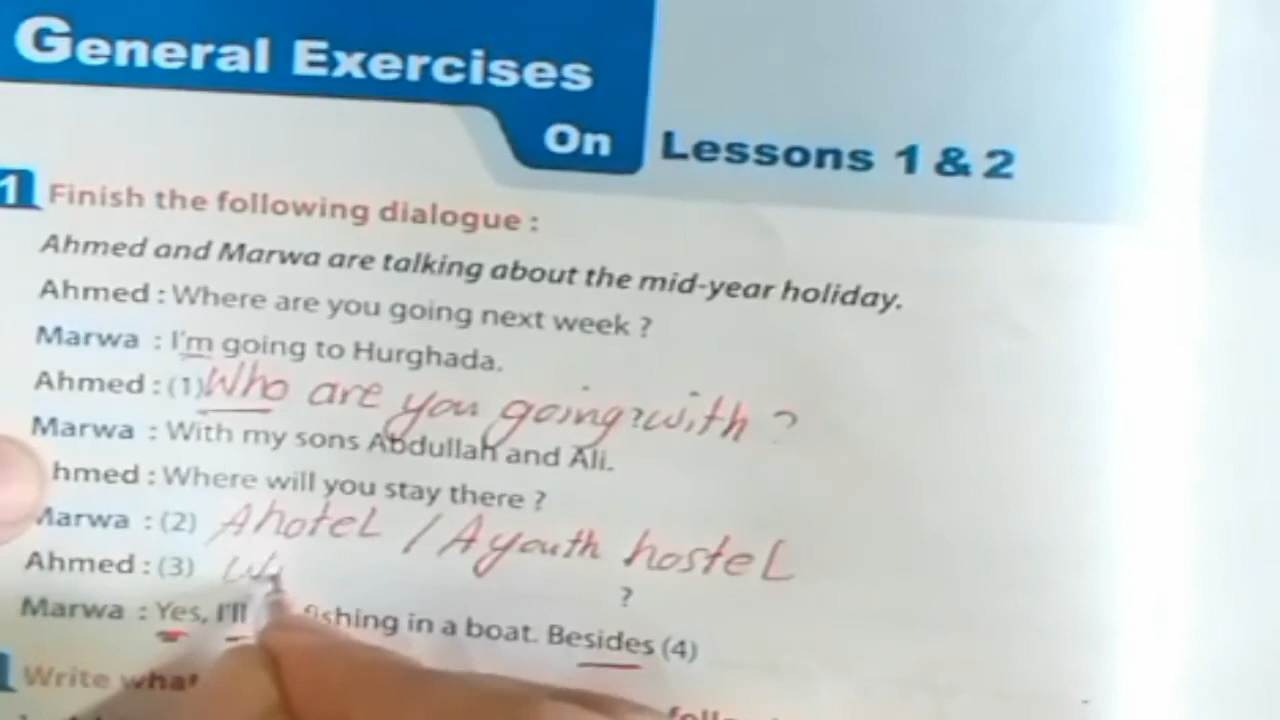 General Exercises
On Lessons 1 & 2
1 Finish the following dialogue :
Ahmed and Marwa are talking about the mid-year holiday.
Ahmed : Where are you going next week ?
Marwa : I'm going to Hurghada.
Ahmed : (1) Who are you going ? with ?
Marwa : With my sons Abdullah and Ali.
hmed : Where will you stay there ?
Marwa : (2) A hotel / A youth hostel
Ahmed : (3) ?
Marwa : Yes, I'll fishing in a boat. Besides (4)
Write what